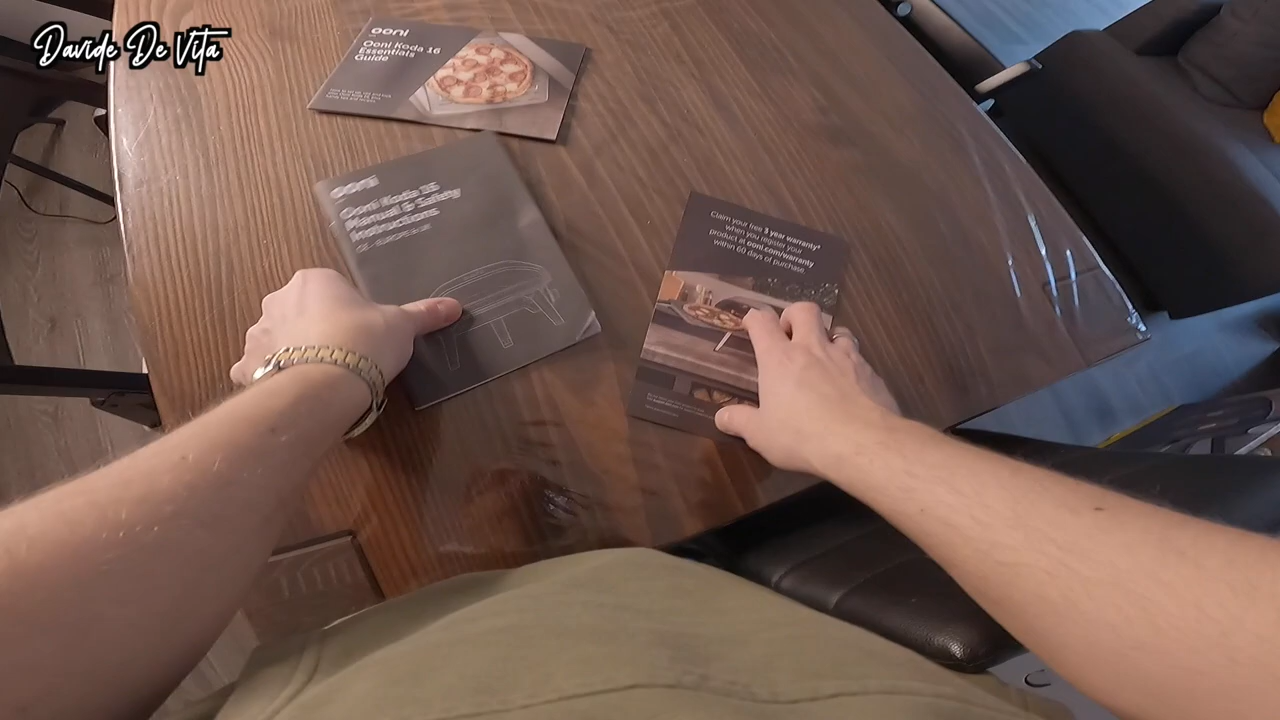 Davide De Vita
ooni
Ooni Koda 16
Essentials
Guide
ooni
Ooni Koda 16
Manual & Safety
Instructions
Claim your free 3 year warranty*
when you register your
product at ooni.com/warranty
within 60 days of purchase.